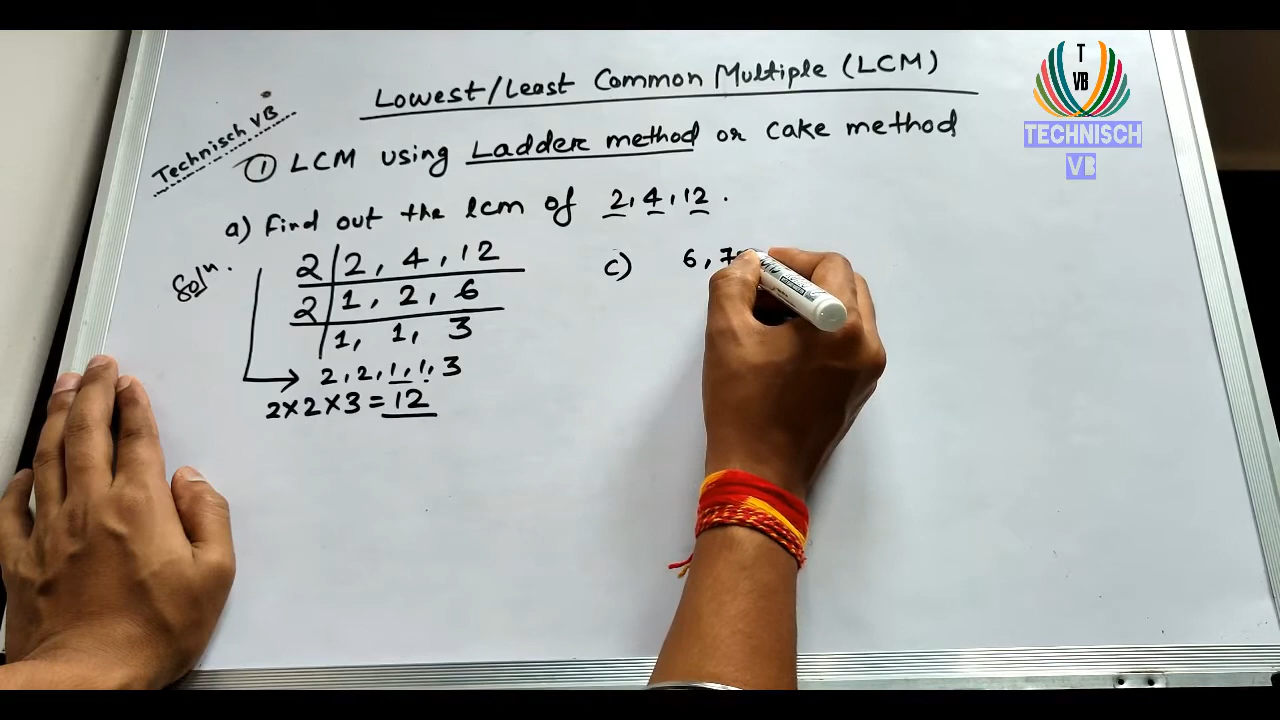 Lowest/Least Common Multiple (LCM)
Technisch VB
① LCM using Ladder method or Cake method
a) Find out the lcm of 2, 4, 12.
Solⁿ.
2 | 2, 4, 12
2 | 1, 2, 6
1, 1, 3
2, 2, 1, 1, 3
2×2×3 = 12
c) 6, 7
T
VB
TECHNISCH
VB